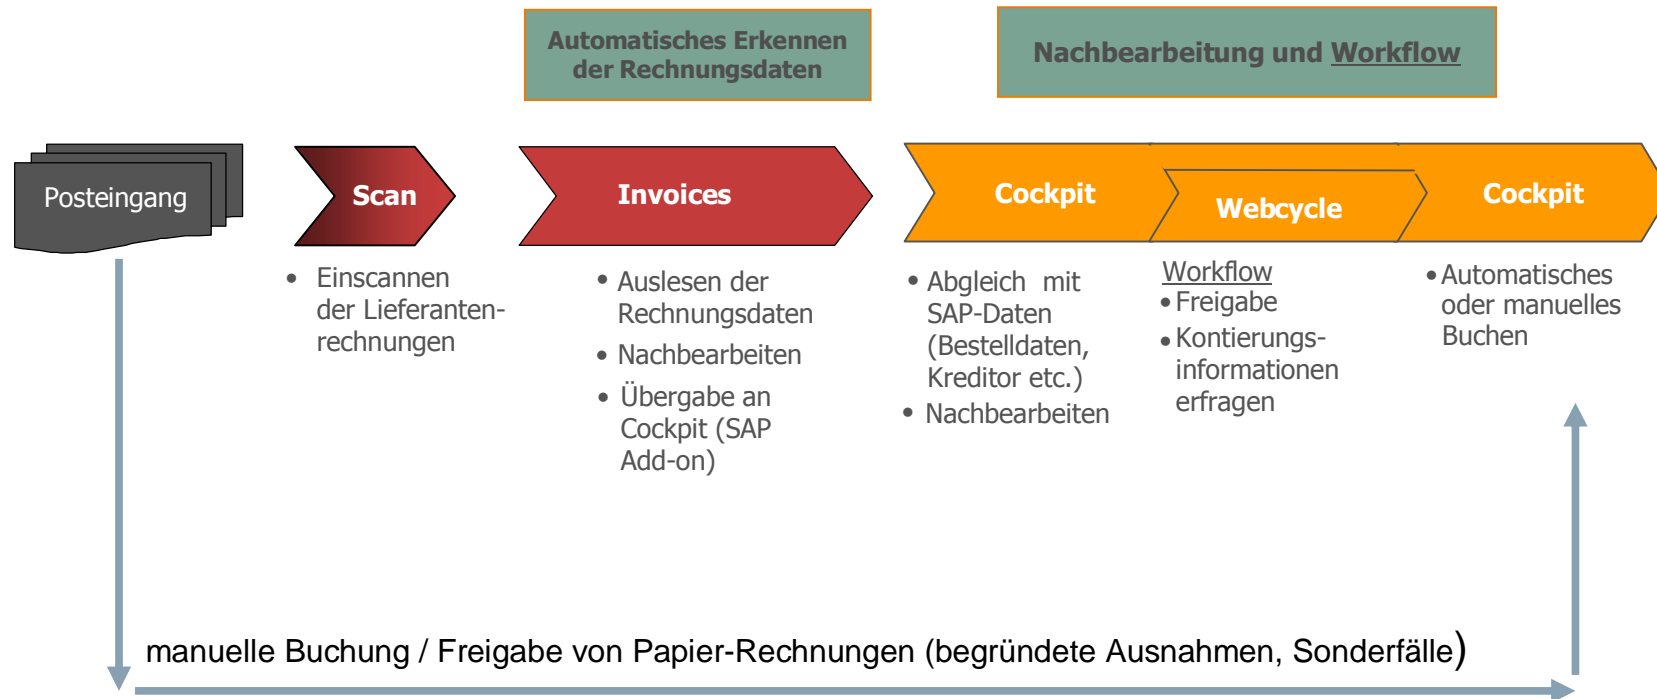 Automatisches Erkennen
der Rechnungsdaten
Nachbearbeitung und Workflow
Posteingang
Scan
Invoices
Cockpit
Webcycle
Cockpit
• Einscannen
der Lieferanten-
rechnungen
• Auslesen der
Rechnungsdaten
• Nachbearbeiten
• Übergabe an
Cockpit (SAP
Add-on)
• Abgleich mit
SAP-Daten
(Bestelldaten,
Kreditor etc.)
• Nachbearbeiten
Workflow
• Freigabe
• Kontierungs-
informationen
erfragen
• Automatisches
oder manuelles
Buchen
manuelle Buchung / Freigabe von Papier-Rechnungen (begründete Ausnahmen, Sonderfälle)